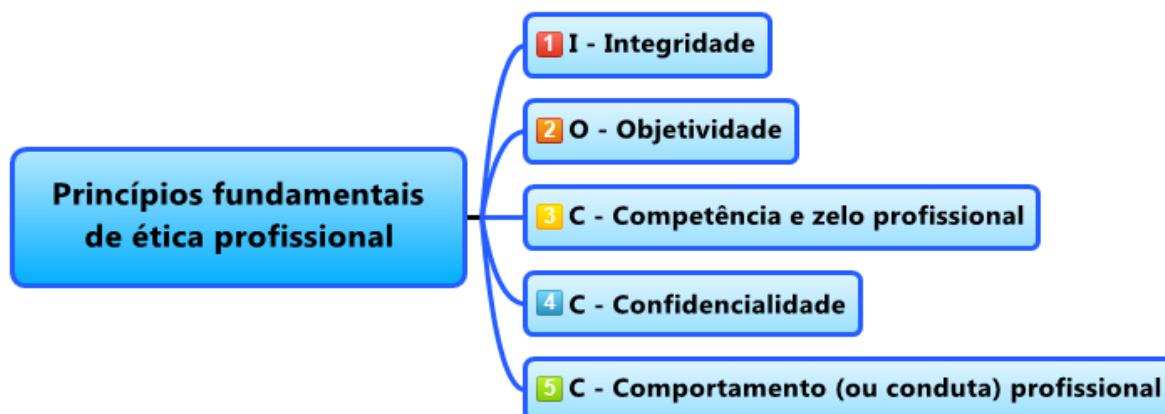 Princípios fundamentais
de ética profissional
1 I - Integridade
2 O - Objetividade
3 C - Competência e zelo profissional
4 C - Confidencialidade
5 C - Comportamento (ou conduta) profissional